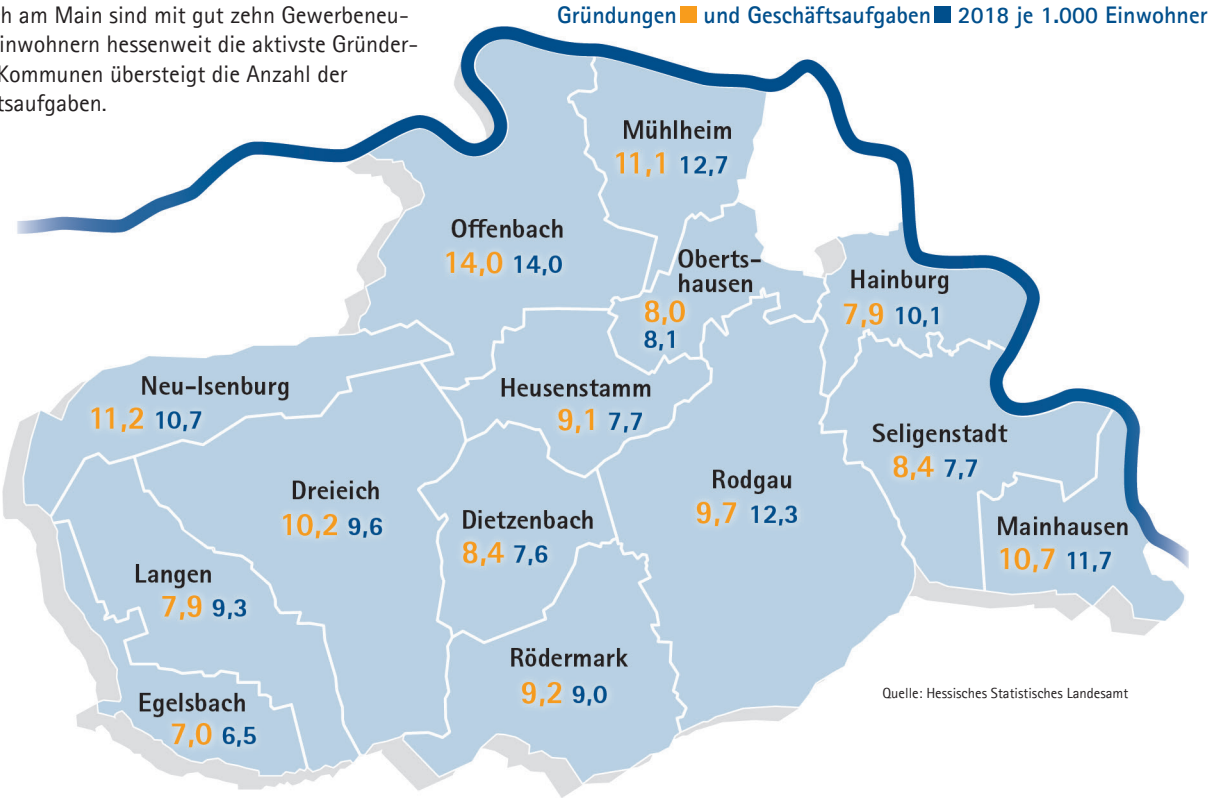 h am Main sind mit gut zehn Gewerbeneu-
inwohnern hessenweit die aktivste Gründer-
Kommunen übersteigt die Anzahl der
tsaufgaben.
Gründungen und Geschäftsaufgaben 2018 je 1.000 Einwohner
Mühlheim
11,1 12,7
Offenbach
14,0 14,0
Oberts-
hausen
8,0
8,1
Hainburg
7,9 10,1
Neu-Isenburg
11,2 10,7
Heusenstamm
9,1 7,7
Seligenstadt
8,4 7,7
Dreieich
10,2 9,6
Dietzenbach
8,4 7,6
Rodgau
9,7 12,3
Mainhausen
10,7 11,7
Langen
7,9 9,3
Rödermark
9,2 9,0
Egelsbach
7,0 6,5
Quelle: Hessisches Statistisches Landesamt